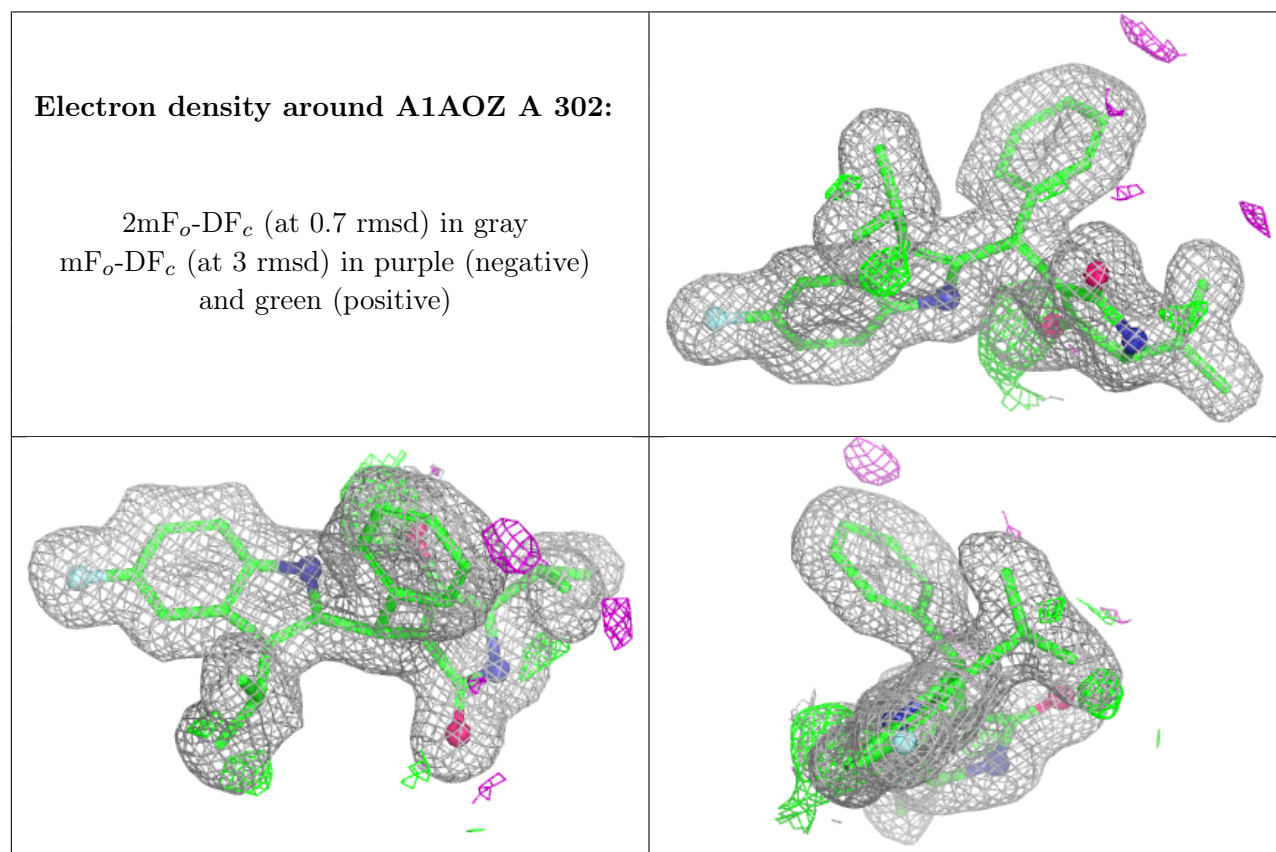 Electron density around A1AOZ A 302:
2mFo-DFc (at 0.7 rmsd) in gray
mFo-DFc (at 3 rmsd) in purple (negative)
and green (positive)